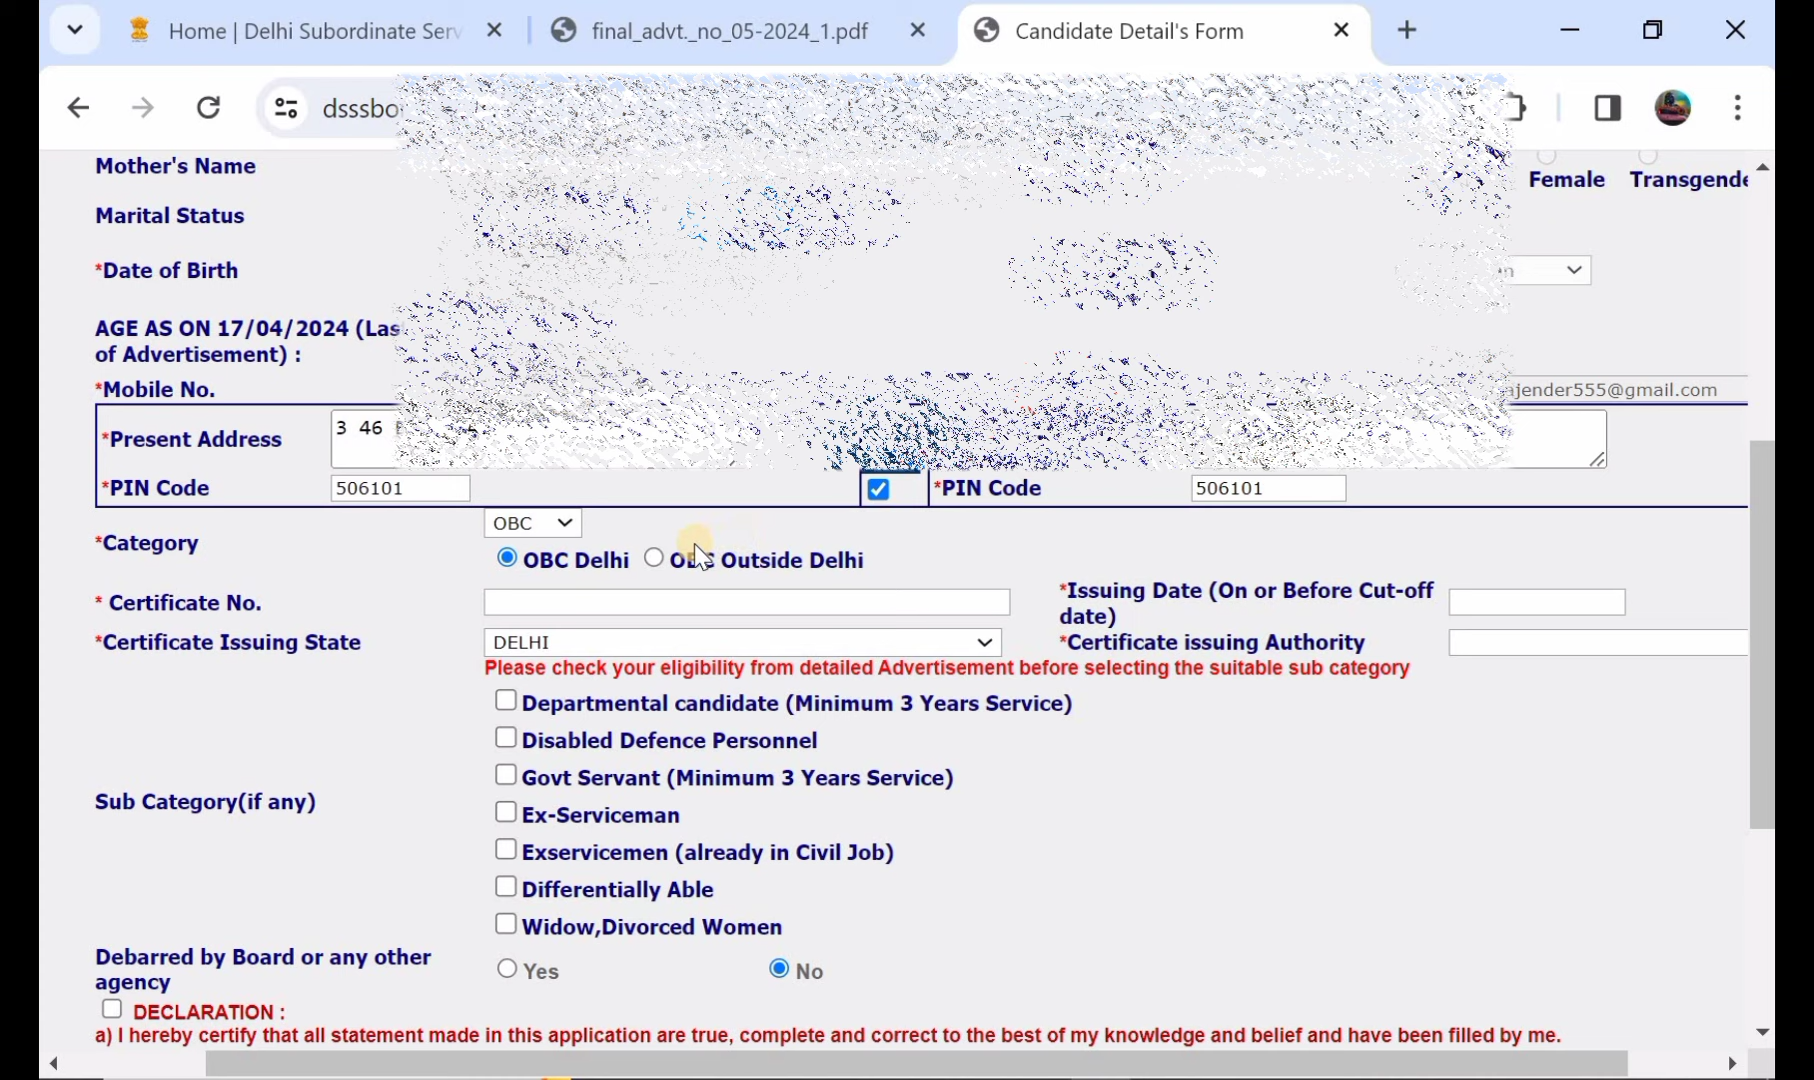 Home | Delhi Subordinate Serv
final_advt._no_05-2024_1.pdf
Candidate Detail's Form
dsssbo
Mother's Name
Female Transgende
Marital Status
*Date of Birth
AGE AS ON 17/04/2024 (Las
of Advertisement) :
*Mobile No.
jender555@gmail.com
*Present Address 3 46
*PIN Code 506101 *PIN Code 506101
*Category OBC
OBC Delhi OBC Outside Delhi
* Certificate No. *Issuing Date (On or Before Cut-off
date)
*Certificate Issuing State DELHI *Certificate issuing Authority
Please check your eligibility from detailed Advertisement before selecting the suitable sub category
Departmental candidate (Minimum 3 Years Service)
Disabled Defence Personnel
Govt Servant (Minimum 3 Years Service)
Sub Category(if any)
Ex-Serviceman
Exservicemen (already in Civil Job)
Differentially Able
Widow,Divorced Women
Debarred by Board or any other
agency
Yes No
DECLARATION :
a) I hereby certify that all statement made in this application are true, complete and correct to the best of my knowledge and belief and have been filled by me.